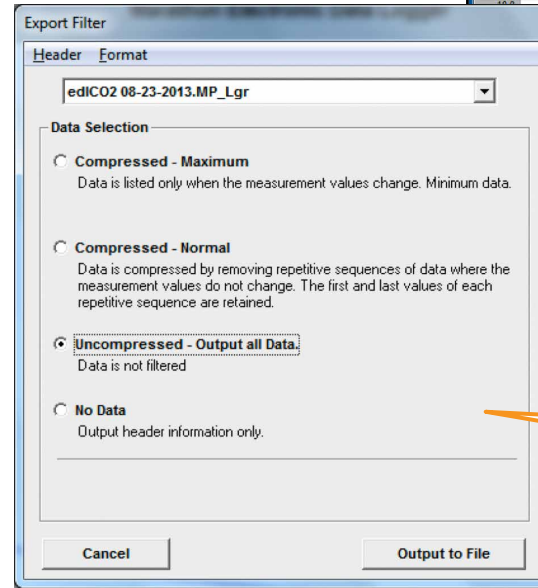 Export Filter
Header Format
edICO2 08-23-2013.MP_Lgr
Data Selection
Compressed - Maximum
Data is listed only when the measurement values change. Minimum data.
Compressed - Normal
Data is compressed by removing repetitive sequences of data where the
measurement values do not change. The first and last values of each
repetitive sequence are retained.
Uncompressed - Output all Data.
Data is not filtered
No Data
Output header information only.
Cancel
Output to File